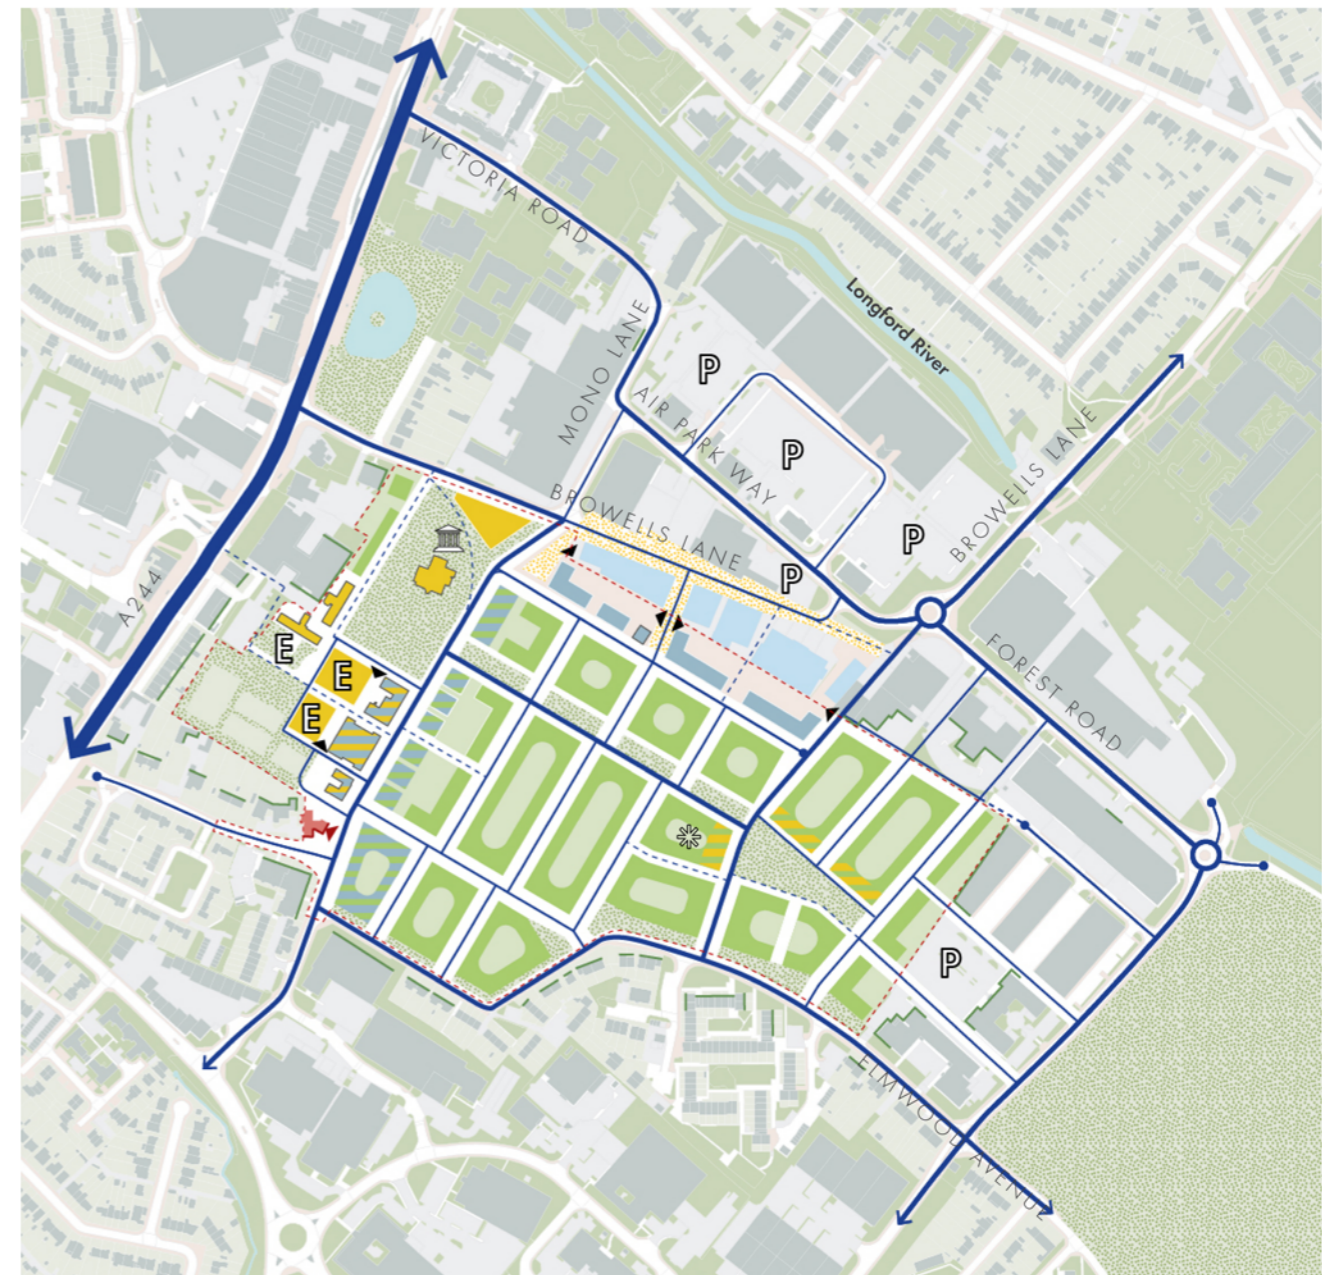 VICTORIA ROAD
Longford River
MONO LANE
P
AIR PARK WAY
P
BROWELLS LANE
BROWELLS LANE
P
P
A244
E
E
E
FOREST ROAD
P
ELMWOOD AVENUE